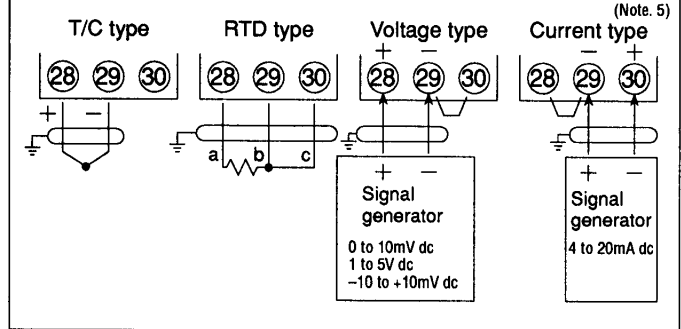 (Note. 5)
T/C type RTD type Voltage type Current type
+ − − +
28 29 30 28 29 30 28 29 30 28 29 30
+ −
a b c
+ − + −
Signal Signal
generator generator
0 to 10mV dc 4 to 20mA dc
1 to 5V dc
−10 to +10mV dc